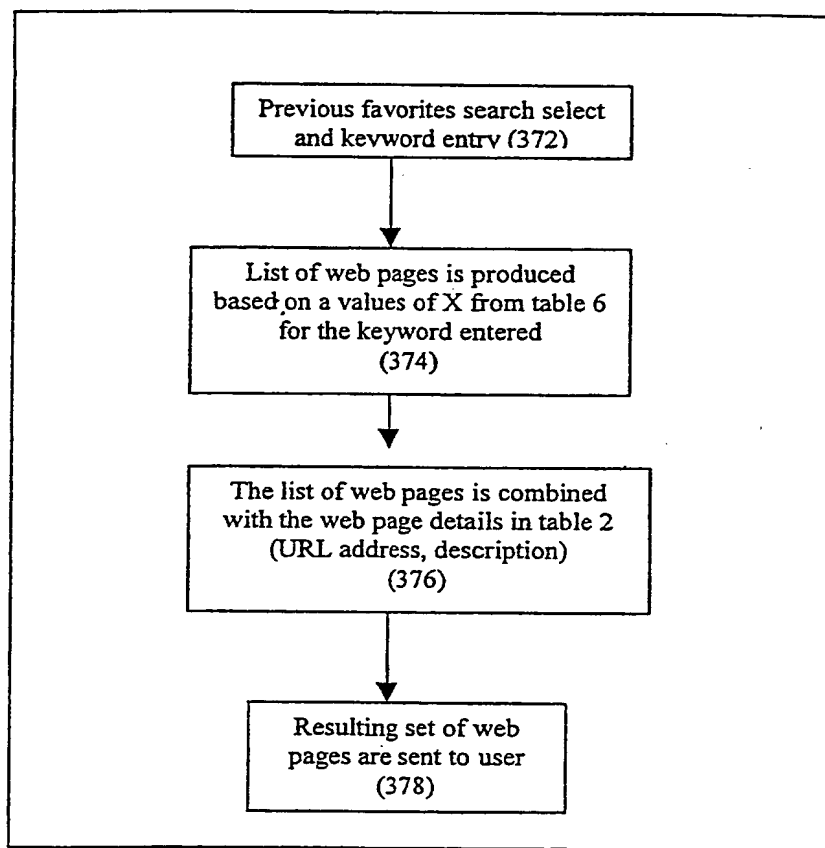 Previous favorites search select
and keyword entry (372)
List of web pages is produced
based on a values of X from table 6
for the keyword entered
(374)
The list of web pages is combined
with the web page details in table 2
(URL address, description)
(376)
Resulting set of web
pages are sent to user
(378)